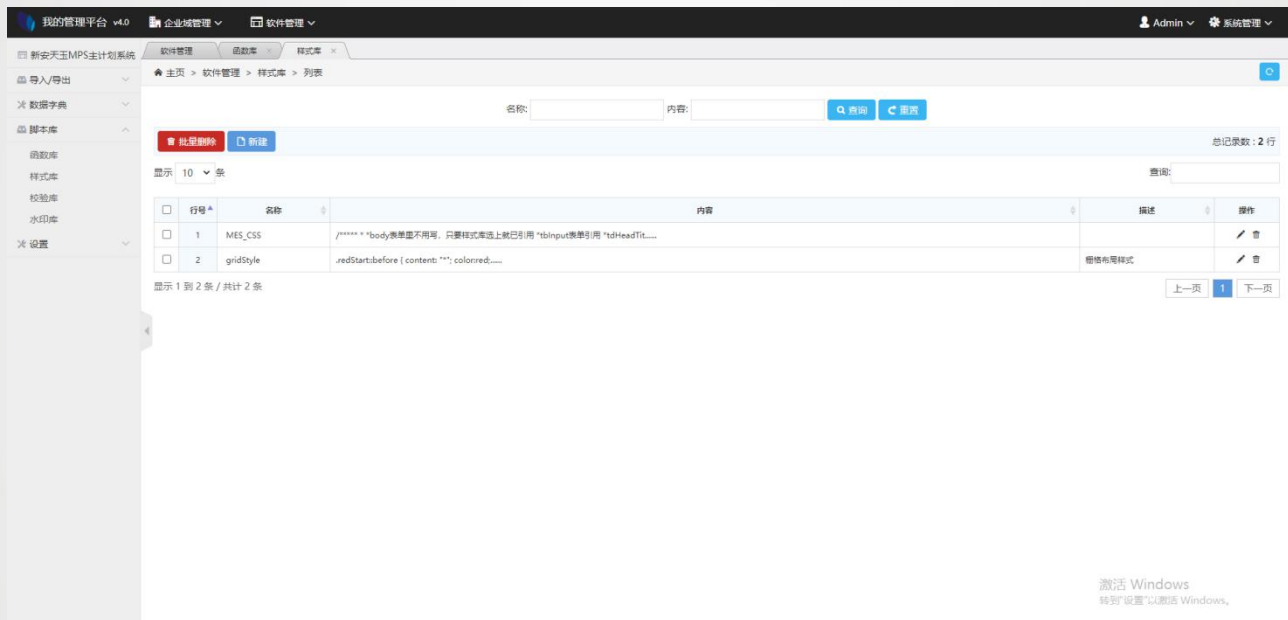 我的管理平台 v4.0 企业域管理 软件管理 Admin 系统管理
新安天玉MPS主计划系统 软件管理 函数库 × 样式库 ×
导入/导出
数据字典
脚本库
函数库
样式库
校验库
水印库
设置
主页 > 软件管理 > 样式库 > 列表
名称: 内容: 查询 重置
批量删除 新建 总记录数:2 行
显示 10 条 查询:
行号 名称 内容 描述 操作
1 MES_CSS /***** * *body表单里不用写，只要样式库选上就已引用 *tbInput表单引用 *tdHeadTit......
2 gridStyle .redStart::before { content: "*"; color:red;...... 栅格布局样式
显示 1 到 2 条 / 共计 2 条 上一页 1 下一页
激活 Windows
转到"设置"以激活 Windows。